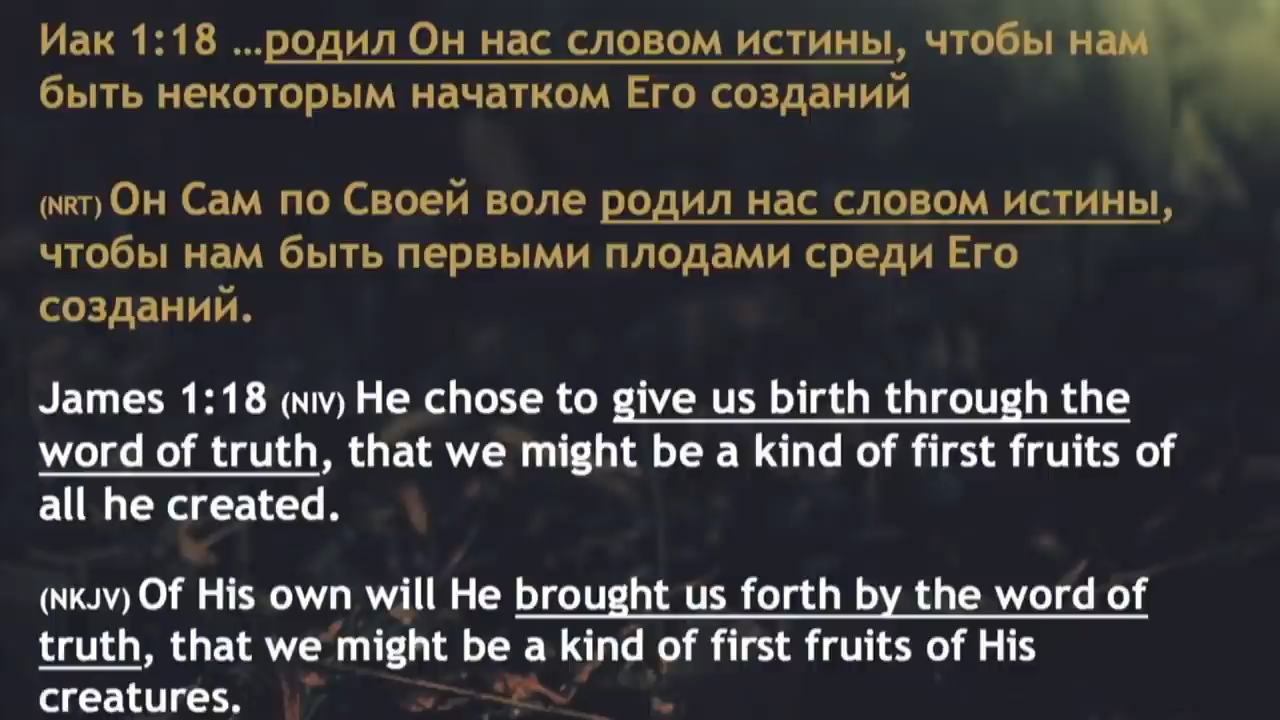 Иак 1:18 …родил Он нас словом истины, чтобы нам
быть некоторым начатком Его созданий
(NRT) Он Сам по Своей воле родил нас словом истины,
чтобы нам быть первыми плодами среди Его
созданий.
James 1:18 (NIV) He chose to give us birth through the
word of truth, that we might be a kind of first fruits of
all he created.
(NKJV) Of His own will He brought us forth by the word of
truth, that we might be a kind of first fruits of His
creatures.